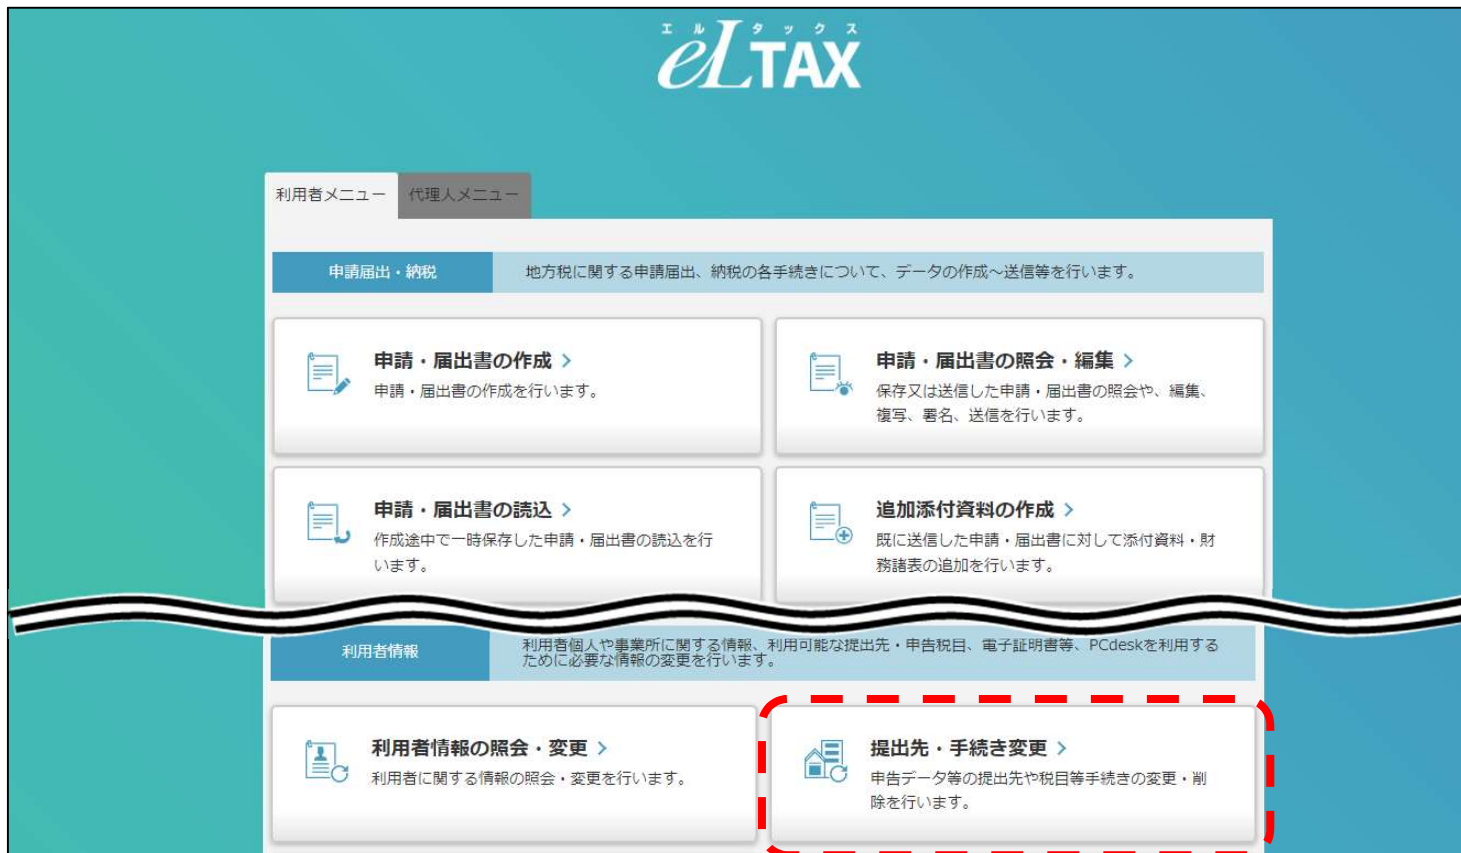 エルタックス
eLTAX
利用者メニュー 代理人メニュー
申請届出・納税 地方税に関する申請届出、納税の各手続きについて、データの作成～送信等を行います。
申請・届出書の作成 >
申請・届出書の作成を行います。
申請・届出書の照会・編集 >
保存又は送信した申請・届出書の照会や、編集、
複写、署名、送信を行います。
申請・届出書の読込 >
作成途中で一時保存した申請・届出書の読込を行
います。
追加添付資料の作成 >
既に送信した申請・届出書に対して添付資料・財
務諸表の追加を行います。
利用者情報 利用者個人や事業所に関する情報、利用可能な提出先・申告税目、電子証明書等、PCdeskを利用する
ために必要な情報の変更を行います。
利用者情報の照会・変更 >
利用者に関する情報の照会・変更を行います。
提出先・手続き変更 >
申告データ等の提出先や税目等手続きの変更・削
除を行います。